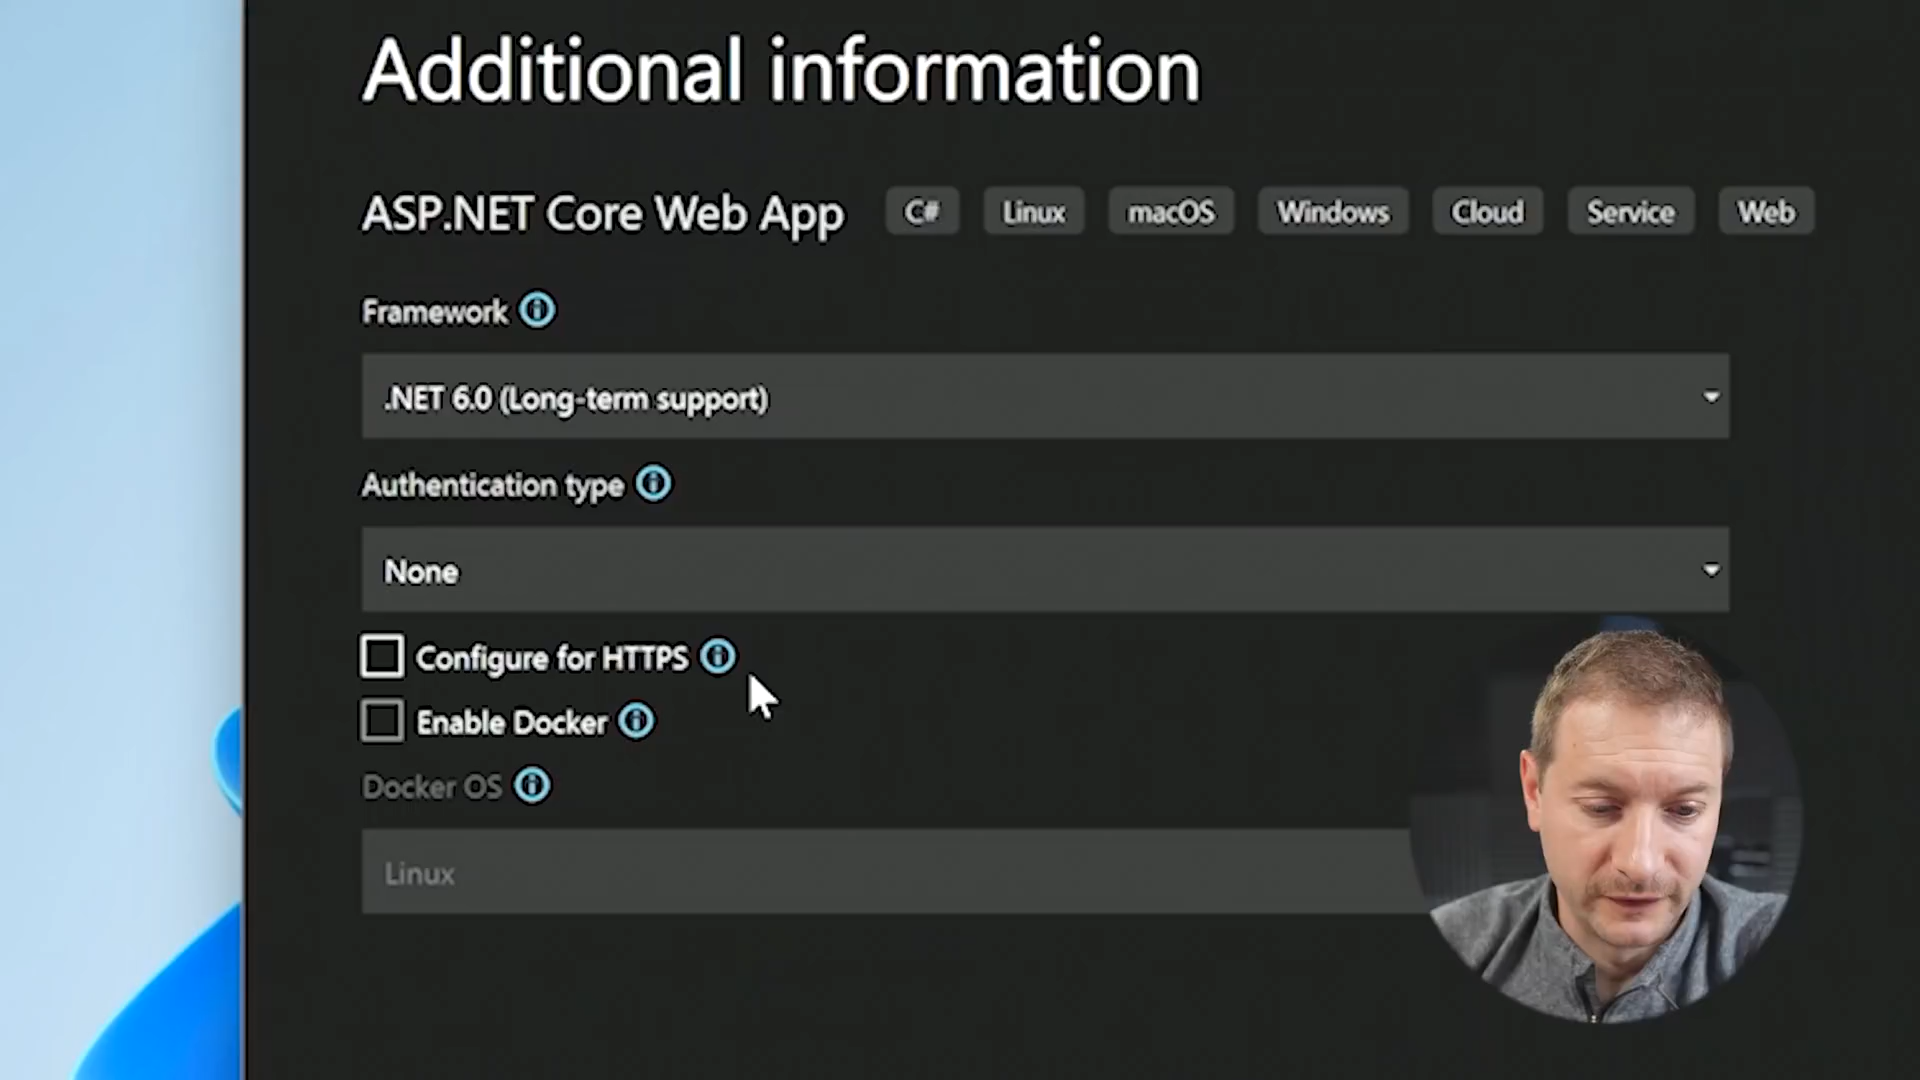 Additional information
ASP.NET Core Web App C# Linux macOS Windows Cloud Service Web
Framework
.NET 6.0 (Long-term support)
Authentication type
None
Configure for HTTPS
Enable Docker
Docker OS
Linux